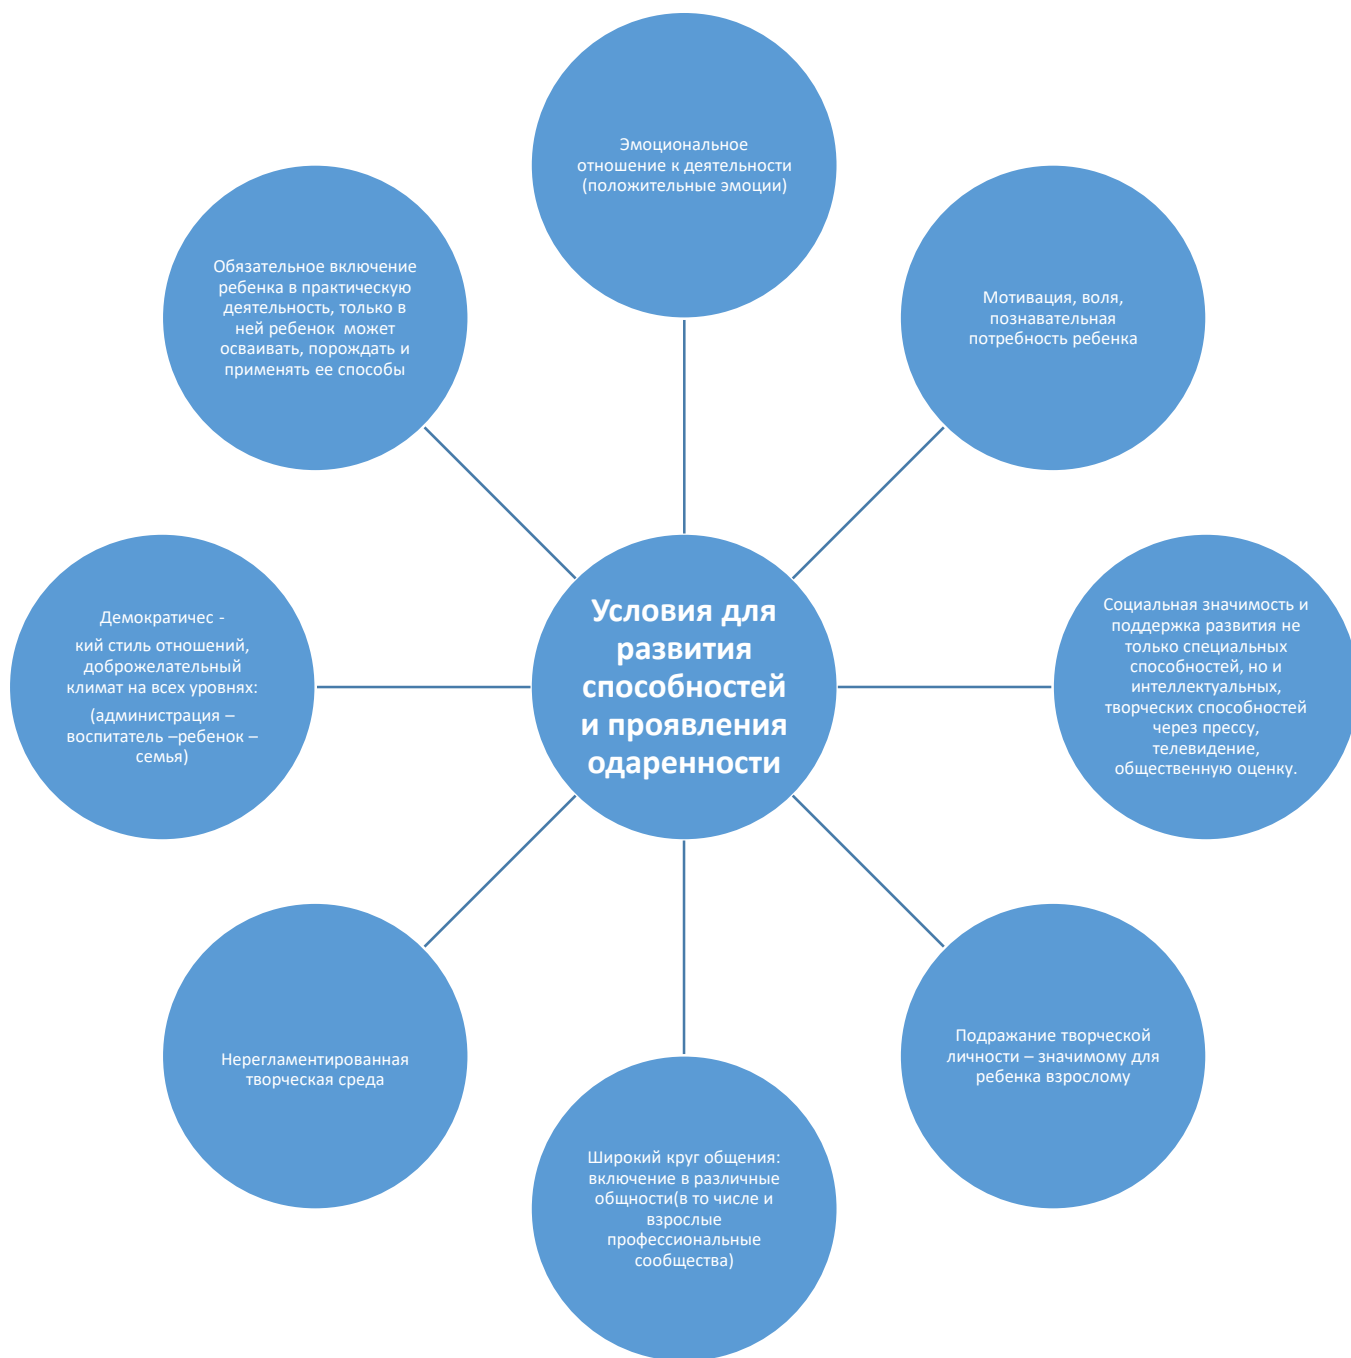 Эмоциональное
отношение к деятельности
(положительные эмоции)
Обязательное включение
ребенка в практическую
деятельность, только в
ней ребенок  может
осваивать, порождать и
применять ее способы
Мотивация, воля,
познавательная
потребность ребенка
Демократичес -
кий стиль отношений,
доброжелательный
климат на всех уровнях:
(администрация –
воспитатель –ребенок –
семья)
Условия для
развития
способностей
и проявления
одаренности
Социальная значимость и
поддержка развития не
только специальных
способностей, но и
интеллектуальных,
творческих способностей
через прессу,
телевидение,
общественную оценку.
Нерегламентированная
творческая среда
Подражание творческой
личности – значимому для
ребенка взрослому
Широкий круг общения:
включение в различные
общности(в то числе и
взрослые
профессиональные
сообщества)